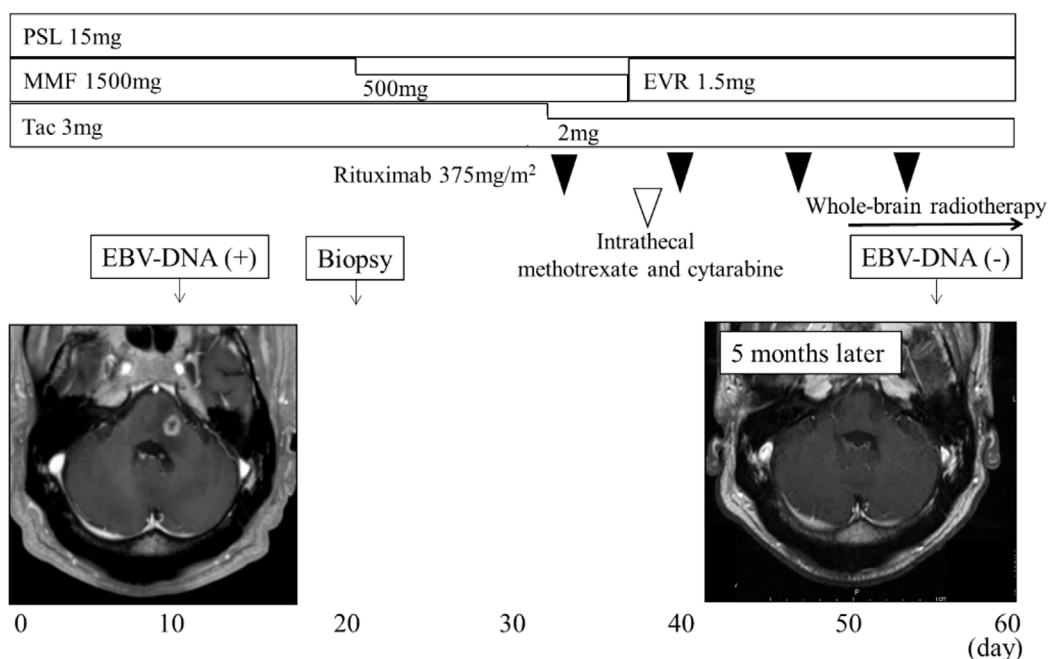 PSL 15mg
MMF 1500mg
500mg
EVR 1.5mg
Tac 3mg
2mg
Rituximab 375mg/m²
Whole-brain radiotherapy
Intrathecal
methotrexate and cytarabine
EBV-DNA (+)
Biopsy
EBV-DNA (-)
5 months later
P
0 10 20 30 40 50 60
(day)